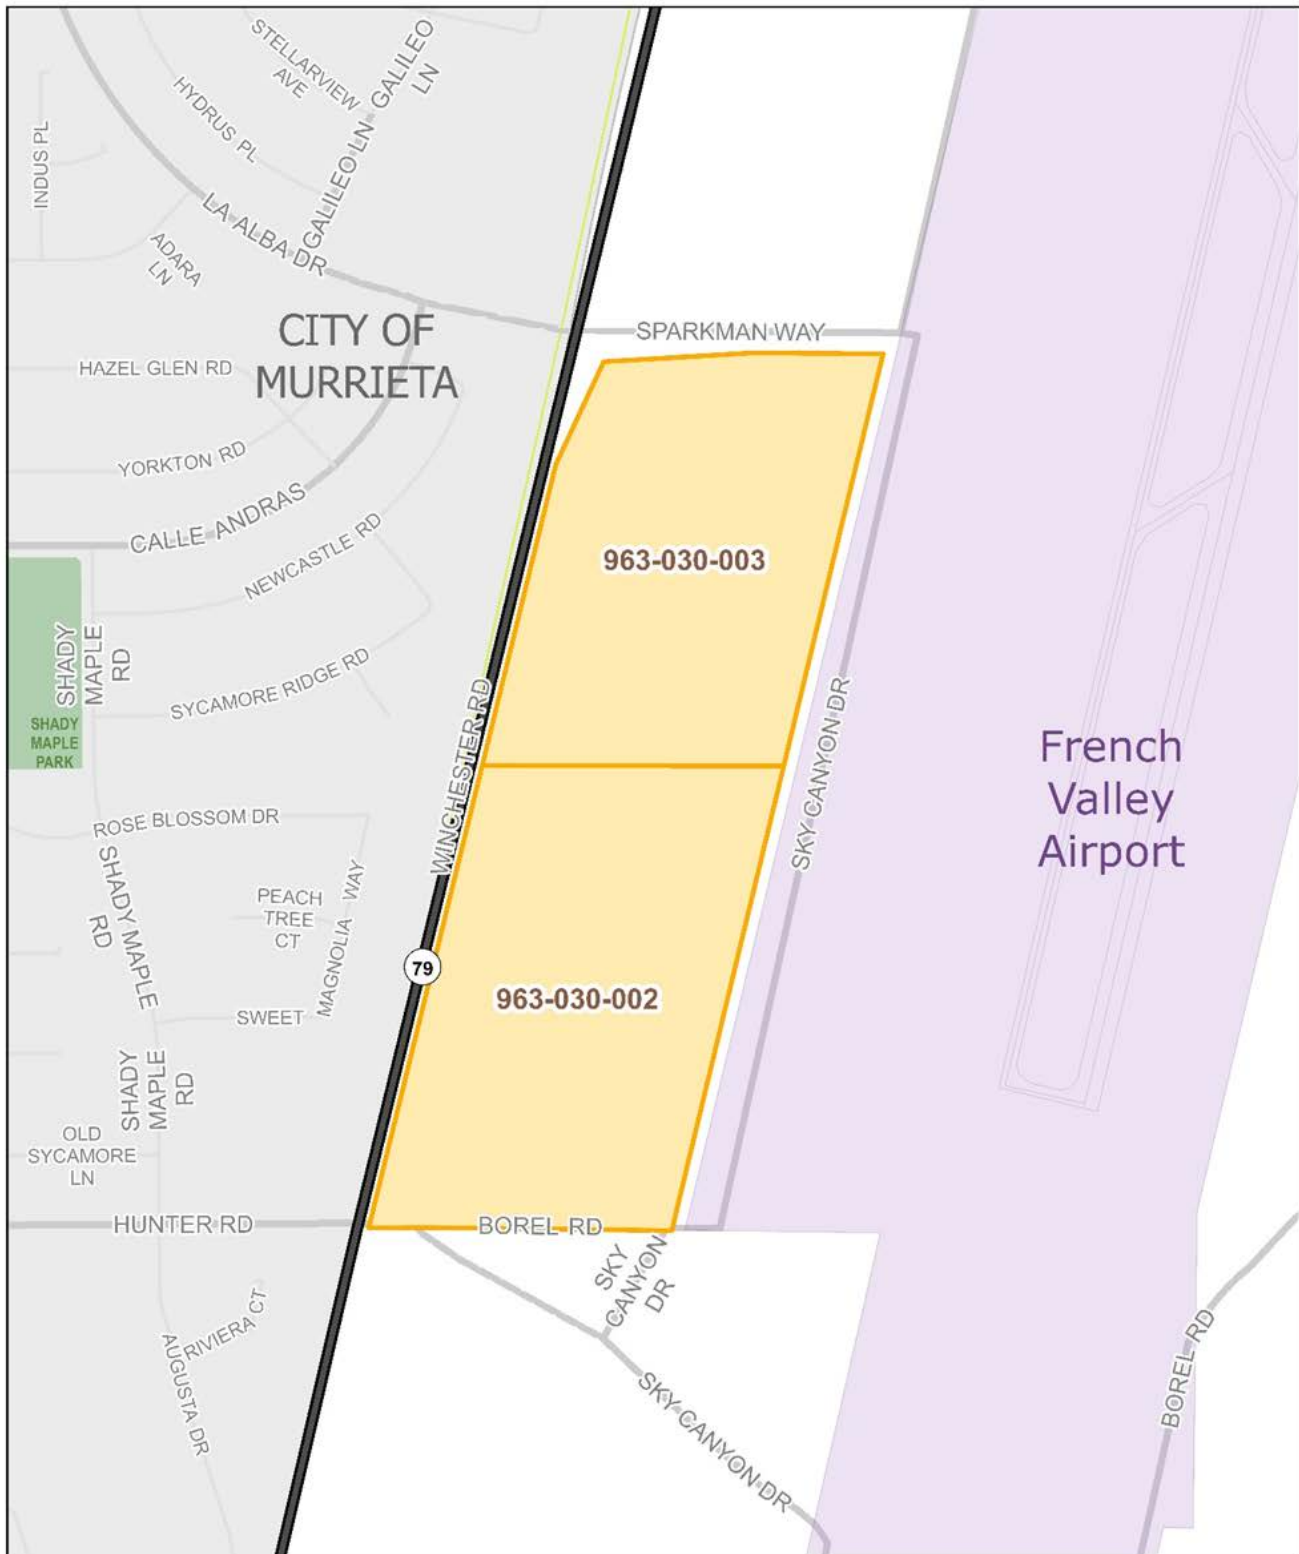 STELLARVIEW
AVE
GALILEO
LN
HYDRUS PL
INDUS PL
GALILEO LN
LA ALBA DR
ADARA
LN
CITY OF
MURRIETA
SPARKMAN WAY
HAZEL GLEN RD
YORKTON RD
CALLE ANDRAS
NEWCASTLE RD
963-030-003
SHADY
MAPLE
RD
SYCAMORE RIDGE RD
SHADY
MAPLE
PARK
WINCHESTER RD
SKY CANYON DR
French
Valley
Airport
ROSE BLOSSOM DR
SHADY MAPLE
RD
PEACH
TREE
CT
MAGNOLIA WAY
79
963-030-002
SWEET
SHADY
MAPLE
RD
OLD
SYCAMORE
LN
HUNTER RD
BOREL RD
SKY
CANYON
DR
RIVIERA CT
AUGUSTA DR
SKY CANYON DR
BOREL RD